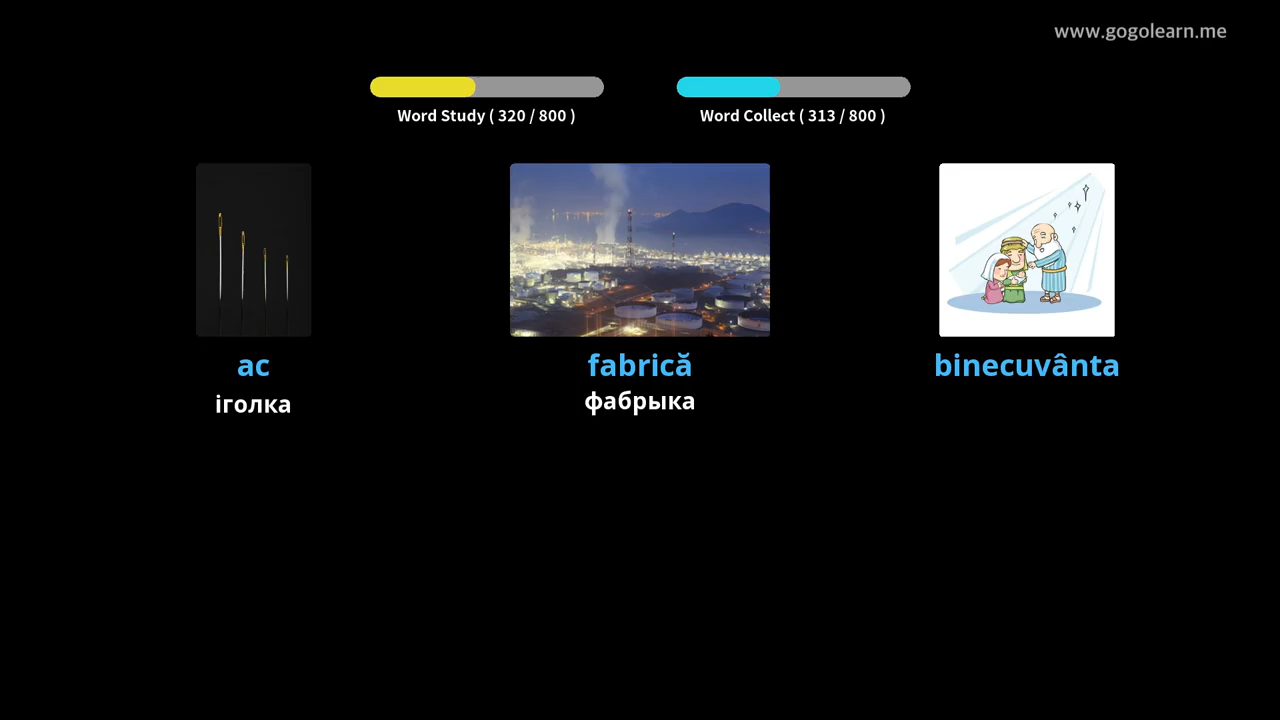 www.gogolearn.me
Word Study ( 320 / 800 )
Word Collect ( 313 / 800 )
ac
fabrică
binecuvânta
іголка
фабрыка